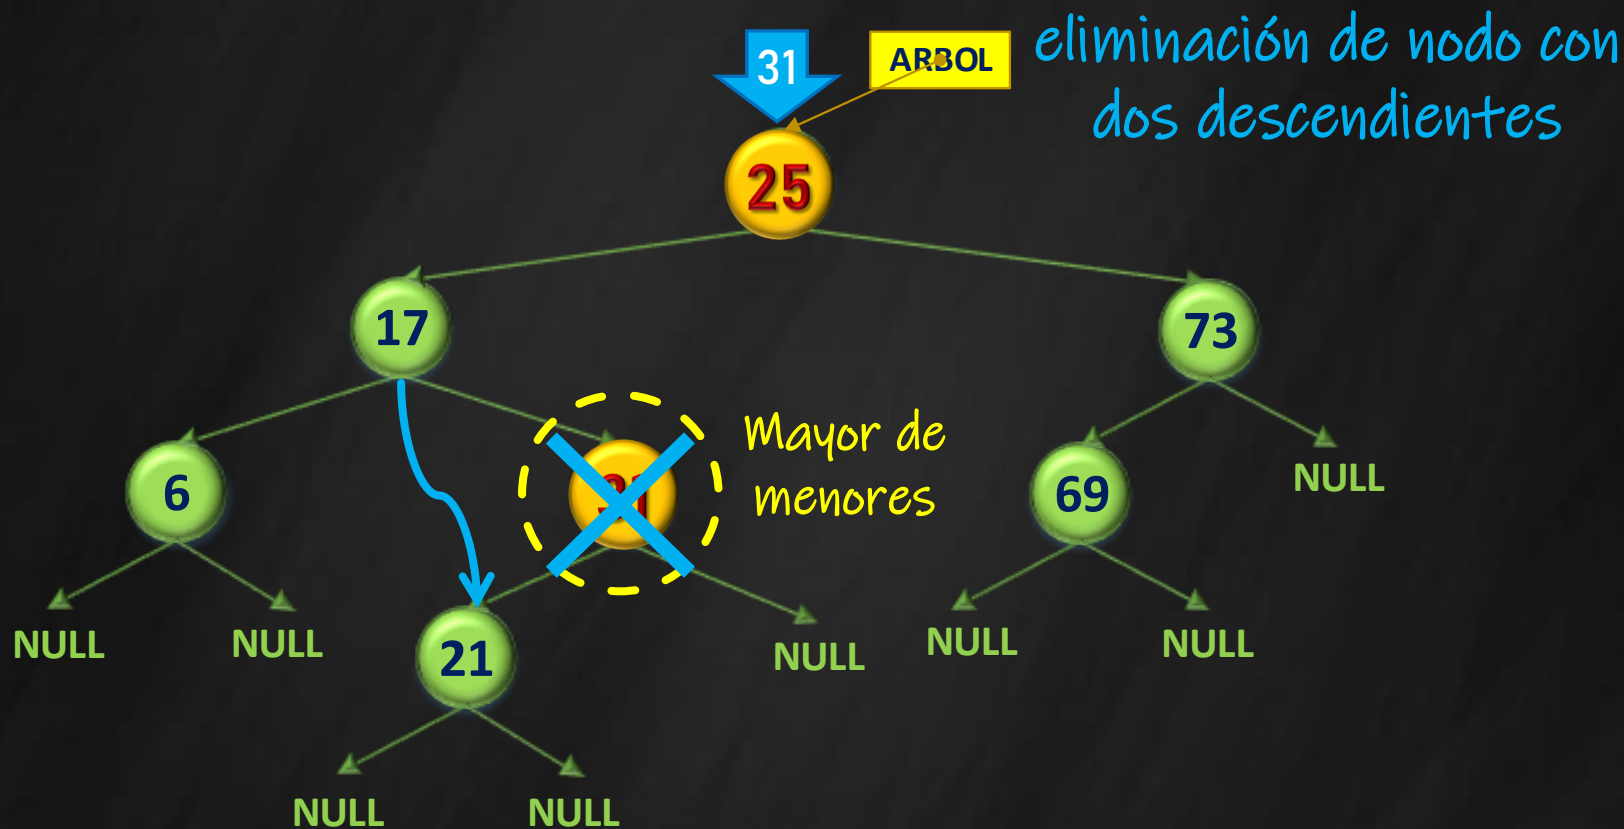 31
ARBOL
eliminación de nodo con
dos descendientes
25
17
73
Mayor de
menores
6
31
69
NULL
NULL
NULL
21
NULL
NULL
NULL
NULL
NULL